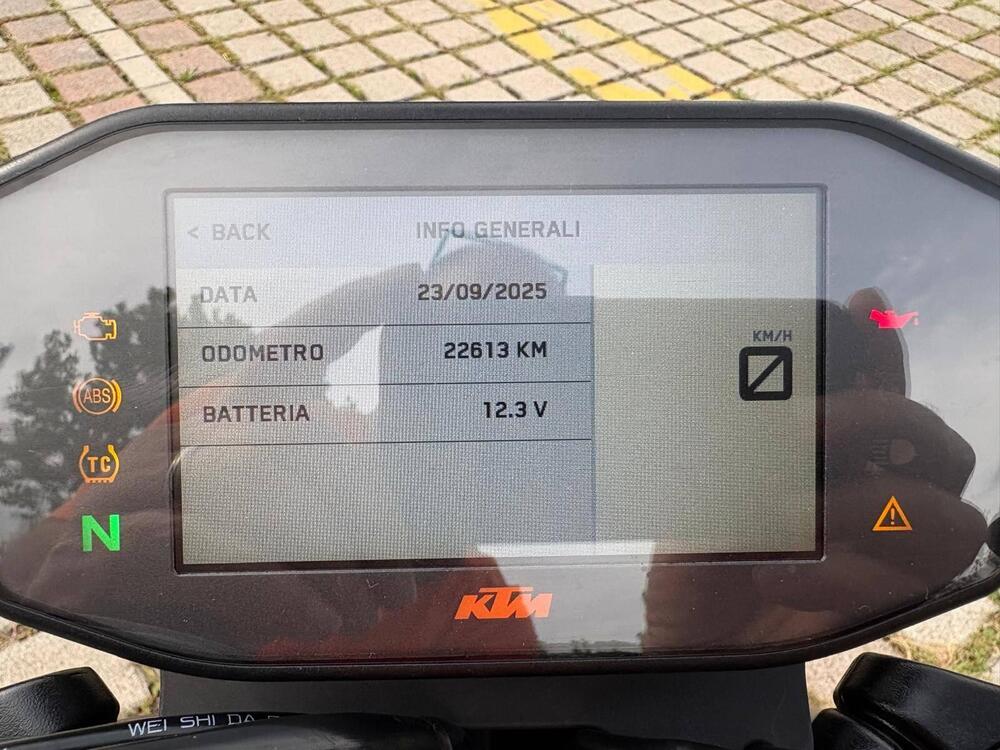 < BACK
INFO GENERALI
DATA 23/09/2025
ODOMETRO 22613 KM
BATTERIA 12.3 V
KM/H
0
ABS
TC
N
KTM
WEI SHI DA